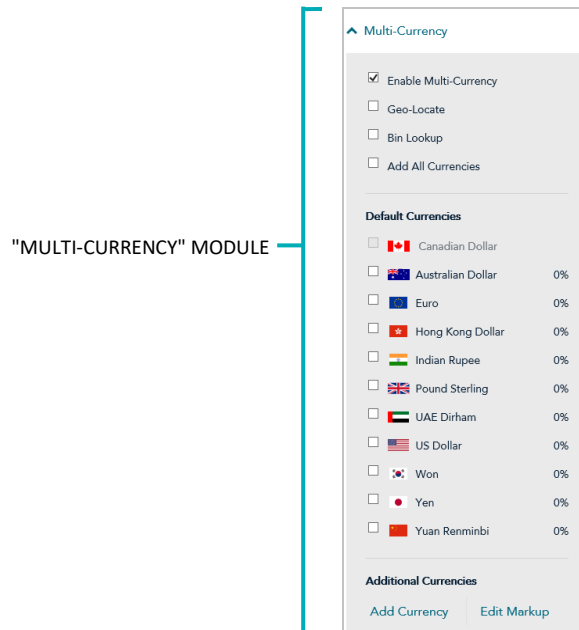 "MULTI-CURRENCY" MODULE
Multi-Currency
Enable Multi-Currency
Geo-Locate
Bin Lookup
Add All Currencies
Default Currencies
Canadian Dollar
Australian Dollar 0%
Euro 0%
Hong Kong Dollar 0%
Indian Rupee 0%
Pound Sterling 0%
UAE Dirham 0%
US Dollar 0%
Won 0%
Yen 0%
Yuan Renminbi 0%
Additional Currencies
Add Currency Edit Markup